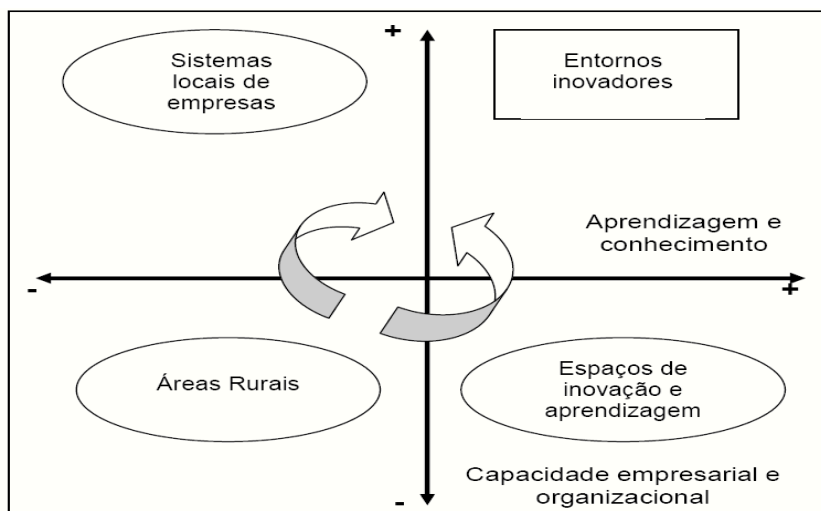 +
Sistemas
locais de
empresas
Entornos
inovadores
Aprendizagem e
conhecimento
-
+
Áreas Rurais
Espaços de
inovação e
aprendizagem
Capacidade empresarial e
organizacional
-